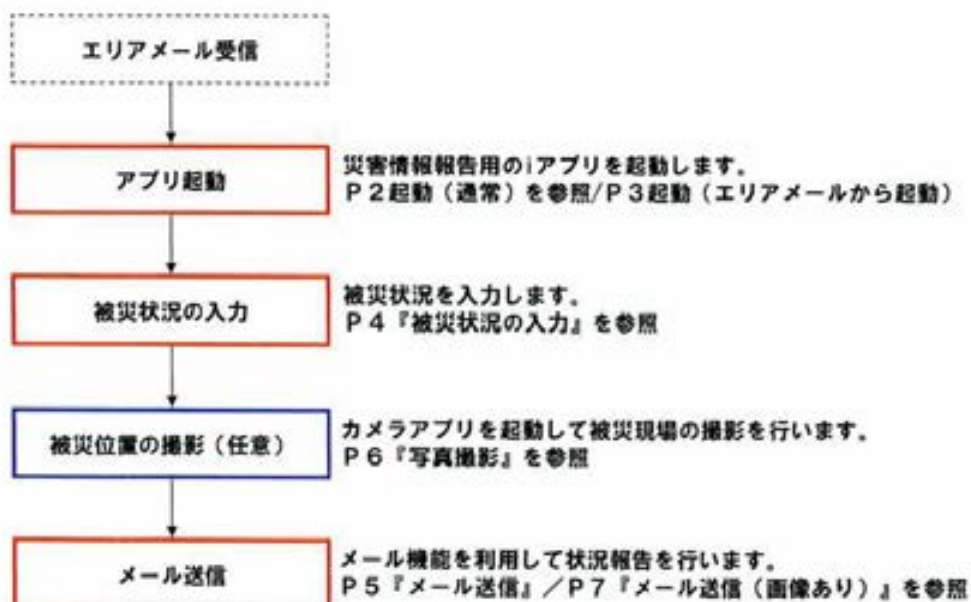 エリアメール受信
アプリ起動
災害情報報告用のiアプリを起動します。
P2起動（通常）を参照/P3起動（エリアメールから起動）
被災状況の入力
被災状況を入力します。
P4『被災状況の入力』を参照
被災位置の撮影（任意）
カメラアプリを起動して被災現場の撮影を行います。
P6『写真撮影』を参照
メール送信
メール機能を利用して状況報告を行います。
P5『メール送信』／P7『メール送信（画像あり）』を参照